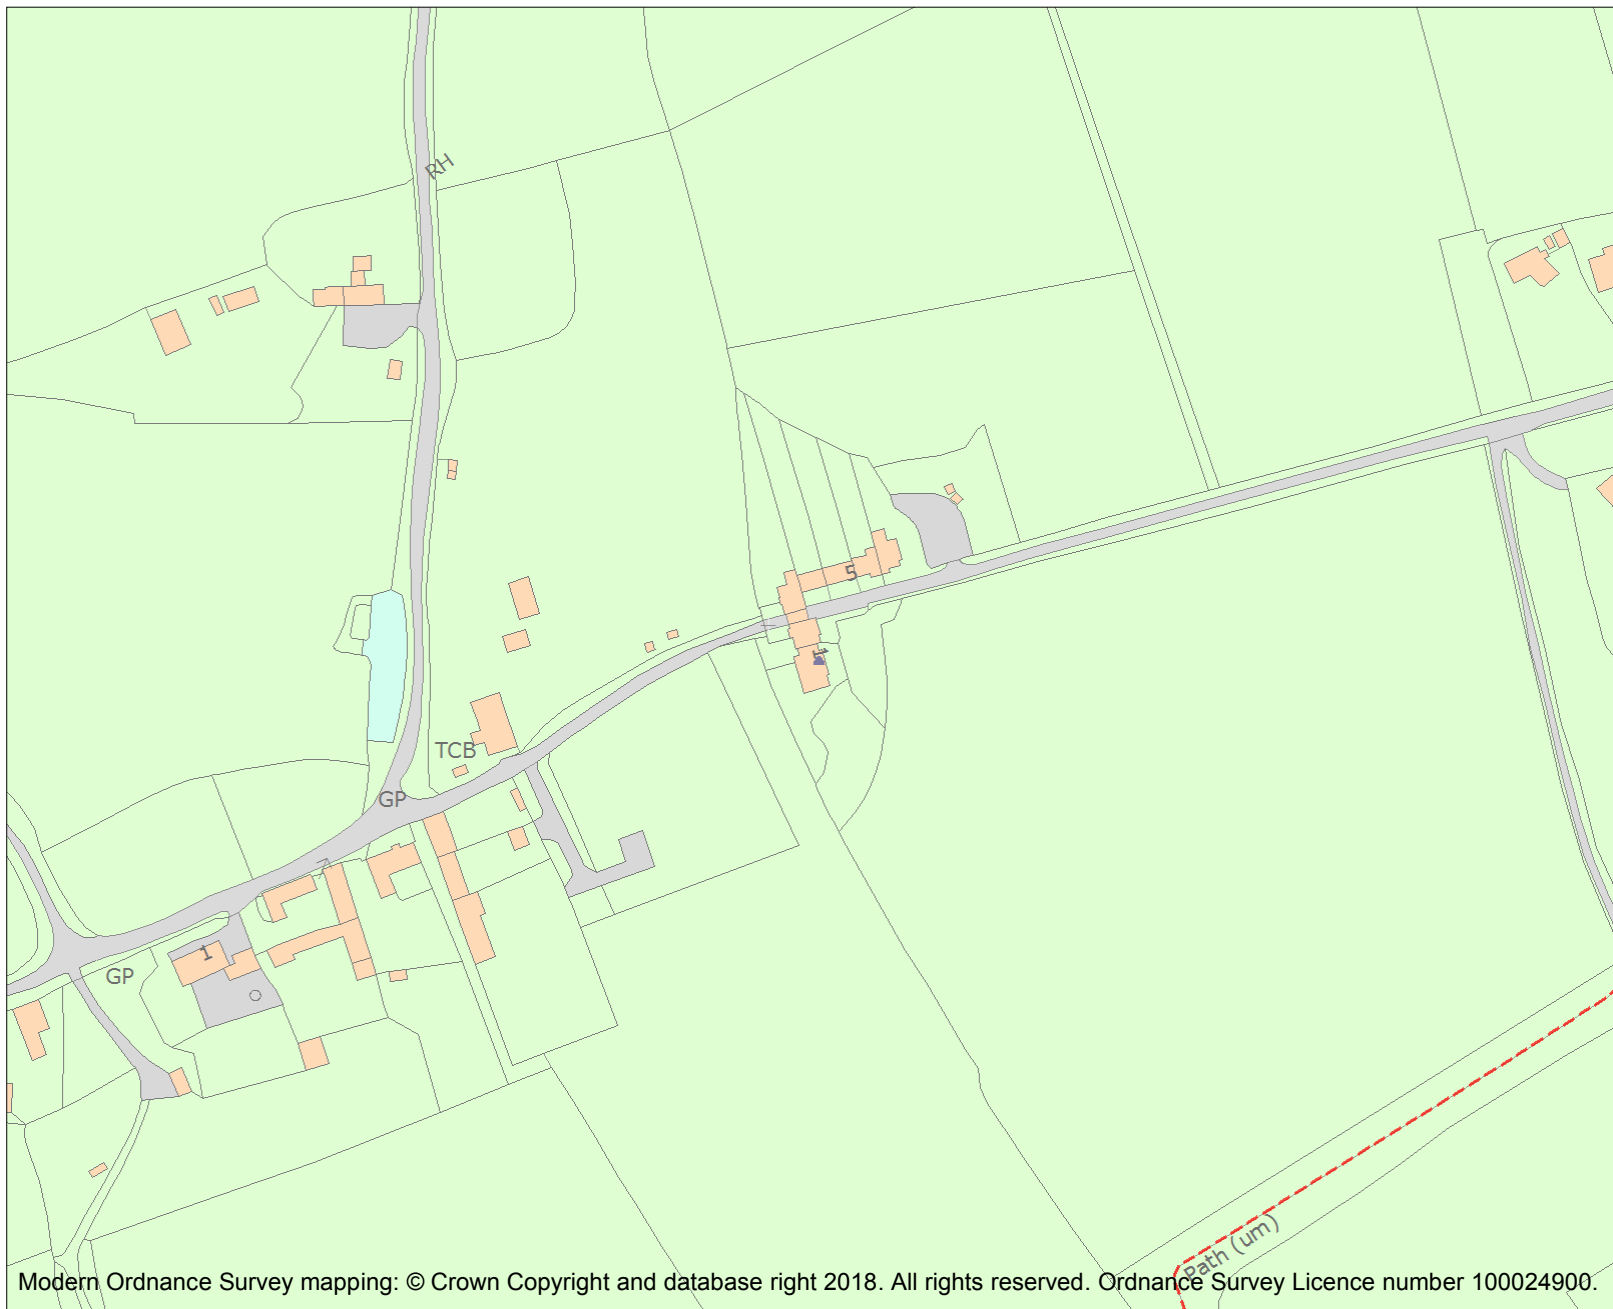 RH
5
1
TCB
GP
1
GP
Path (um)
Modern Ordnance Survey mapping: © Crown Copyright and database right 2018. All rights reserved. Ordnance Survey Licence number 100024900.